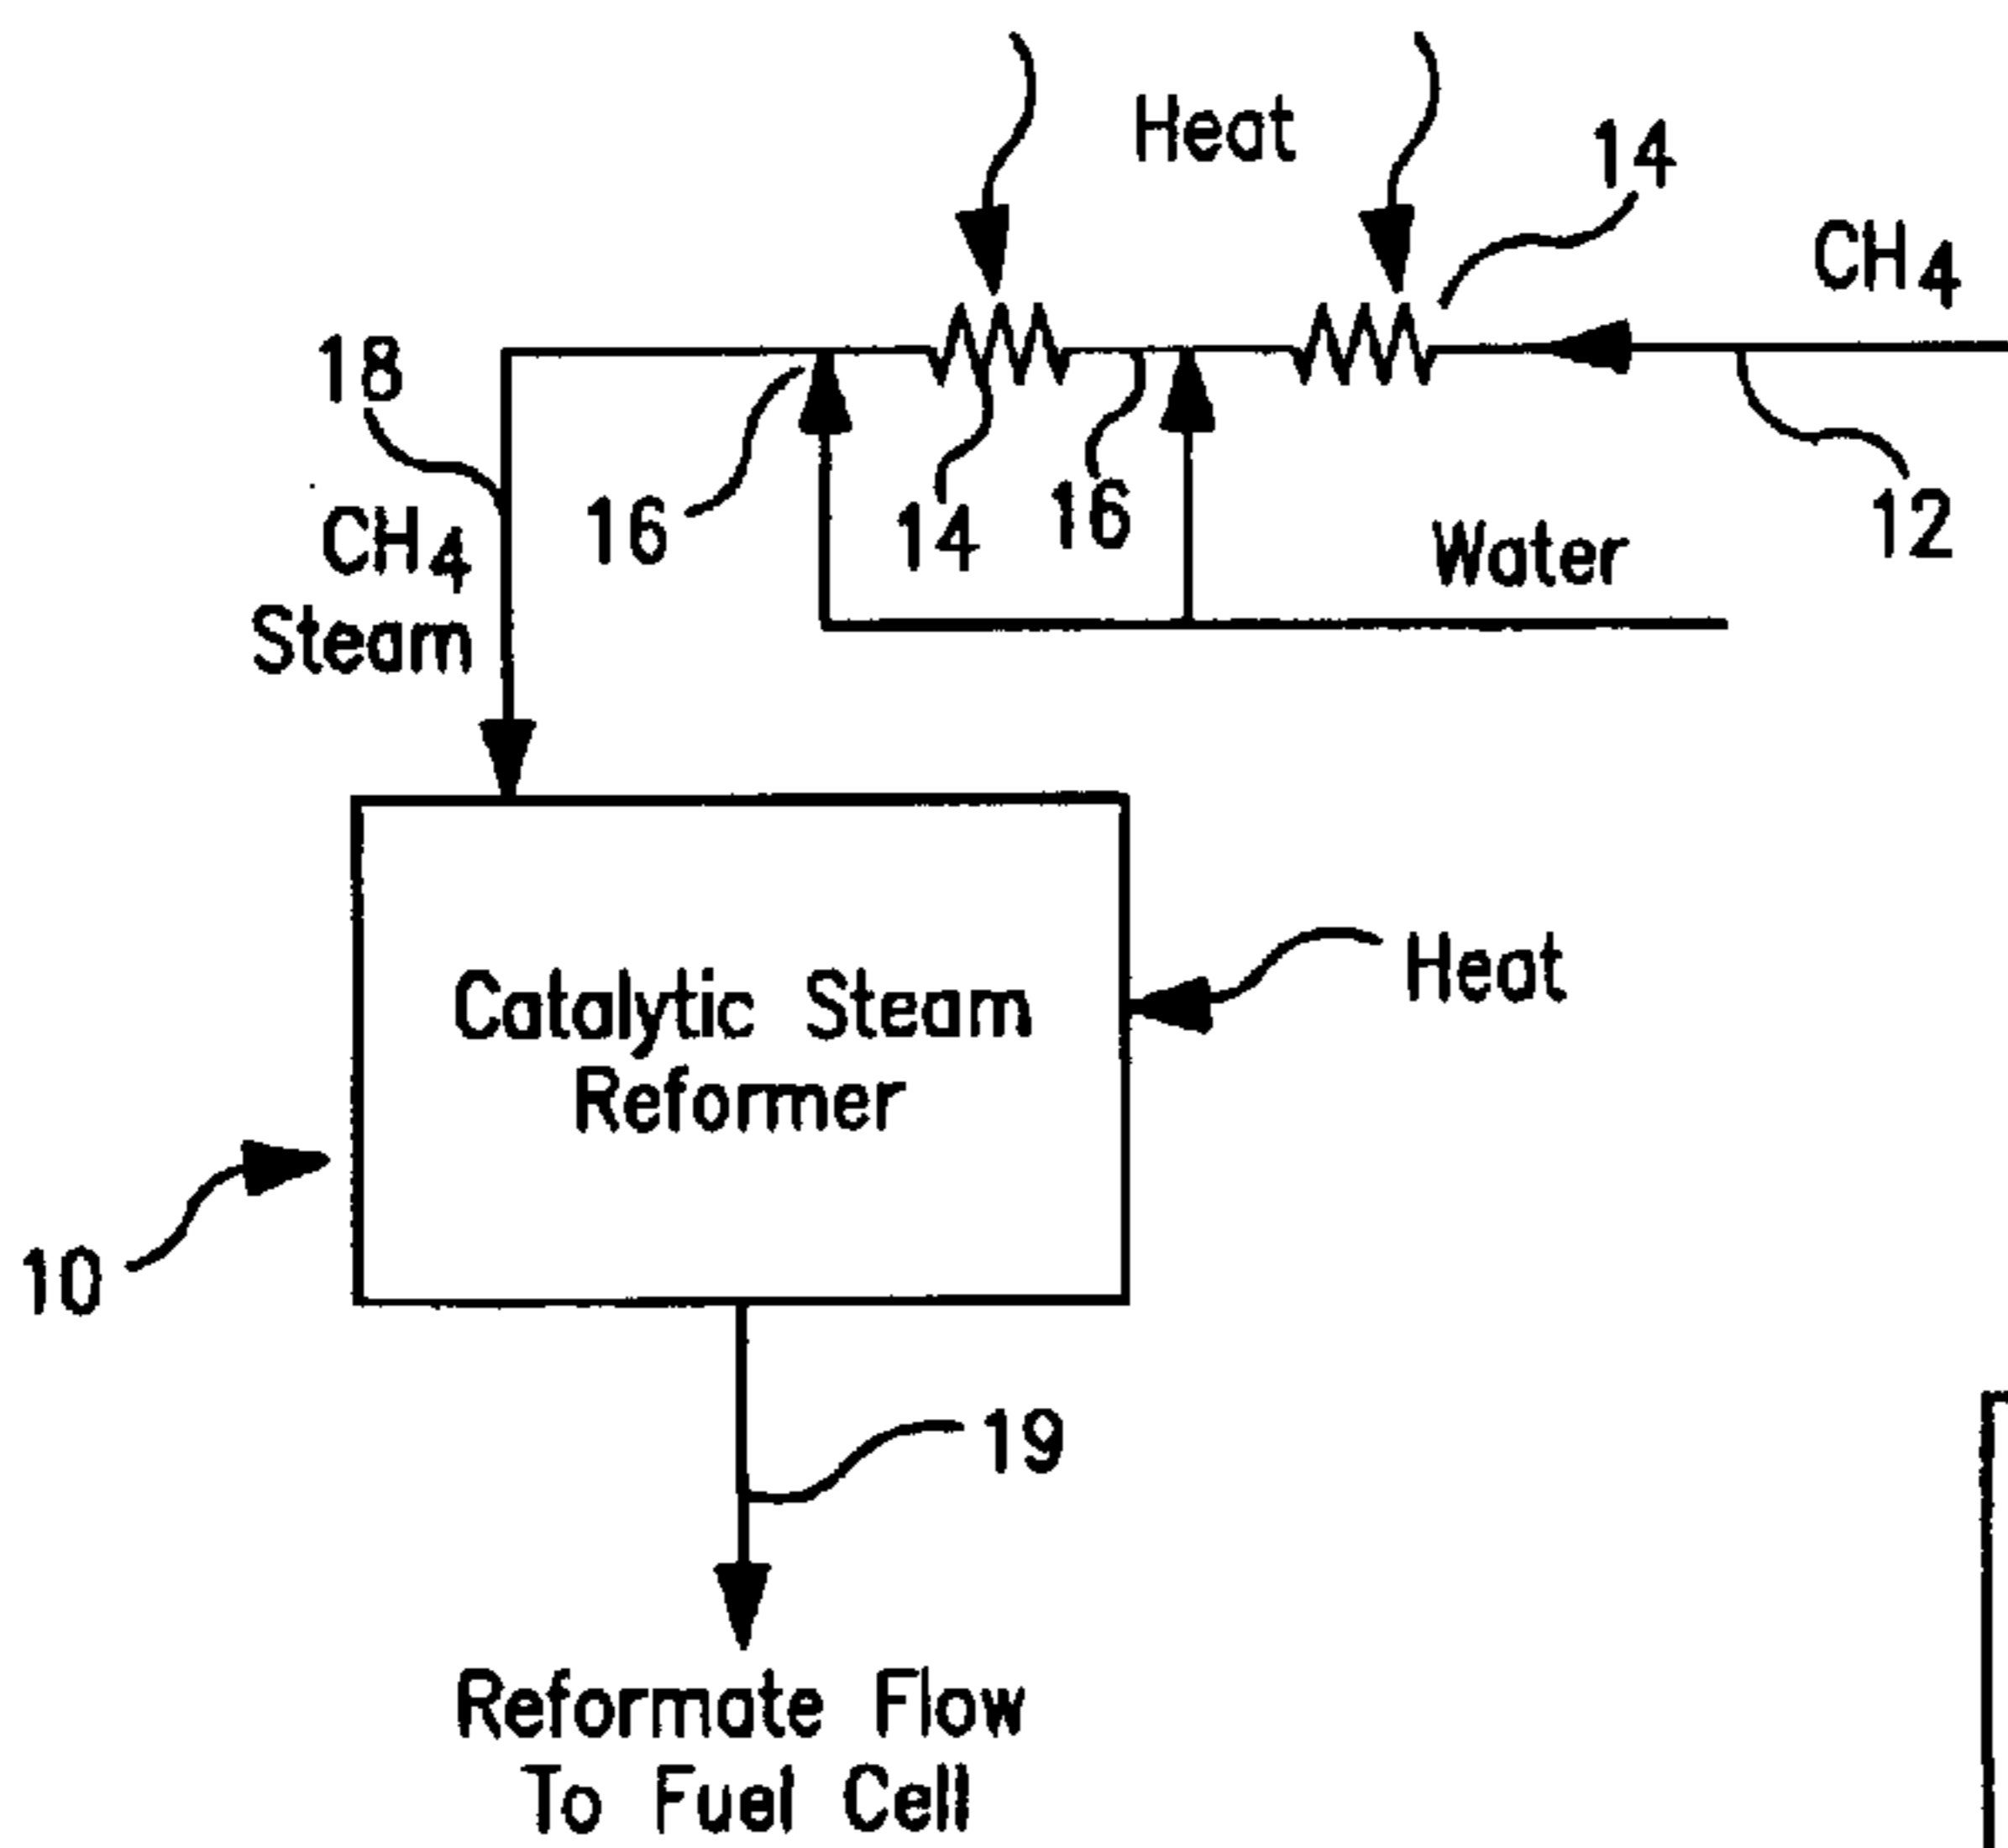 Heat
14
CH4
18
16
14
16
12
CH4
Steam
Water
Catalytic Steam
Reformer
Heat
10
19
Reformate Flow
To Fuel Cell